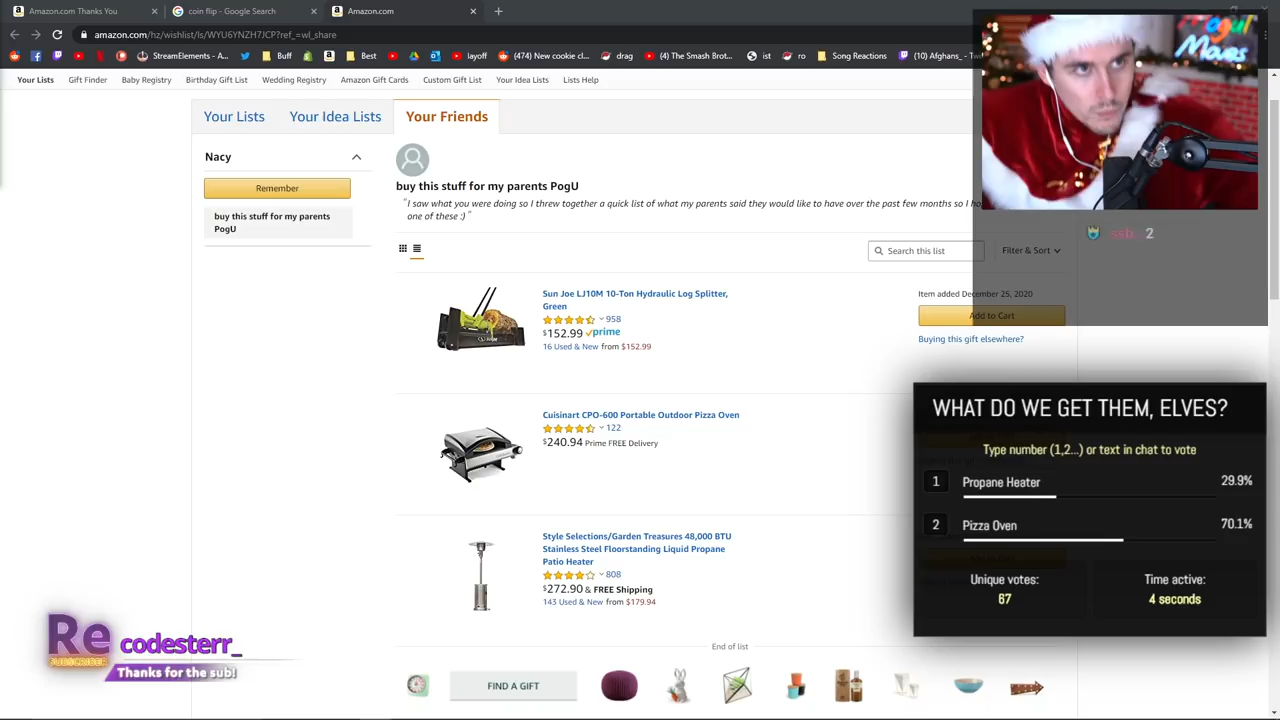 Amazon.com Thank You
coin flip - Google Search
Amazon.com
amazon.com/hz/wishlist/ls/WYU6YNZH7JCP?ref_=wl_share
StreamElements - ...
Buff
StreamBest
Best
layoff
(474) New cookie cl...
drag
(4) The Smash Brot...
ist
ro
Song Reactions
(10) Afghans_ - Tw
Your Lists
Gift Finder
Baby Registry
Birthday Gift List
Wedding Registry
Amazon Gift Cards
Custom Gift List
Your Idea Lists
Lists Help
Mogul
Moves
Your Lists
Your Idea Lists
Your Friends
Nacy
Remember
buy this stuff for my parents
PogU
buy this stuff for my parents PogU
"I saw what you were doing so I threw together a quick list of what my parents said they would like to have over the past few months so I
one of these :) "
Search this list
Filter & Sort
ssb 2
Sun Joe LJ10M 10-Ton Hydraulic Log Splitter,
Green
958
$152.99 prime
16 Used & New from $152.99
Item added December 25, 2020
Add to Cart
Buying this gift elsewhere?
Cuisinart CPO-600 Portable Outdoor Pizza Oven
122
$240.94 Prime FREE Delivery
Style Selections/Garden Treasures 48,000 BTU
Stainless Steel Floorstanding Liquid Propane
Patio Heater
808
$272.90 & FREE Shipping
143 Used & New from $179.94
End of list
FIND A GIFT
WHAT DO WE GET THEM, ELVES?
Type number (1,2...) or text in chat to vote
1 Propane Heater 29.9%
2 Pizza Oven 70.1%
Unique votes:
67
Time active:
4 seconds
Re
SUBSCRIBER
codesterr_
Thanks for the sub!